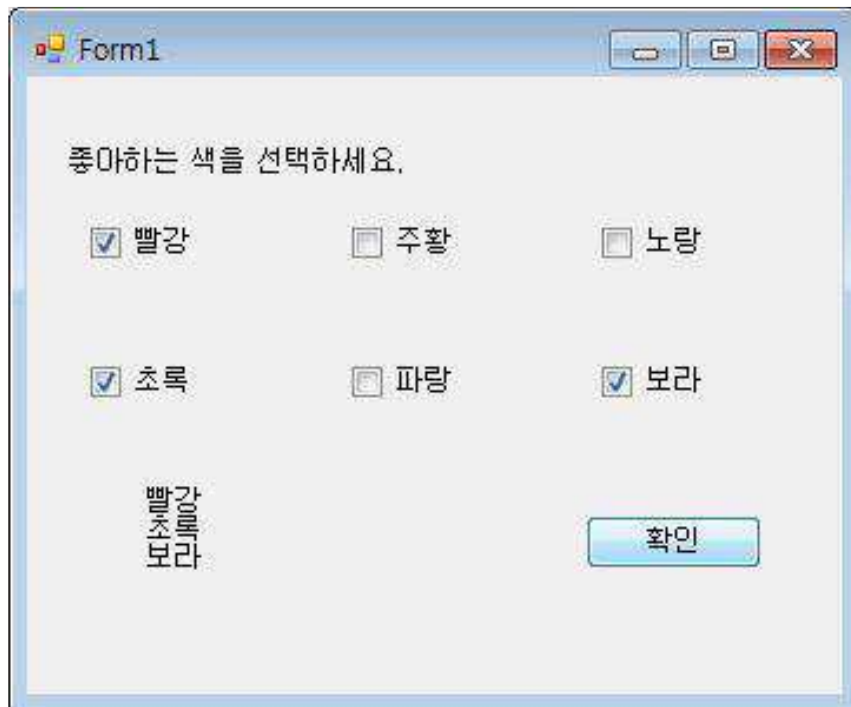 Form1
좋아하는 색을 선택하세요.
빨강 주황 노랑
초록 파랑 보라
빨강
초록
보라
확인